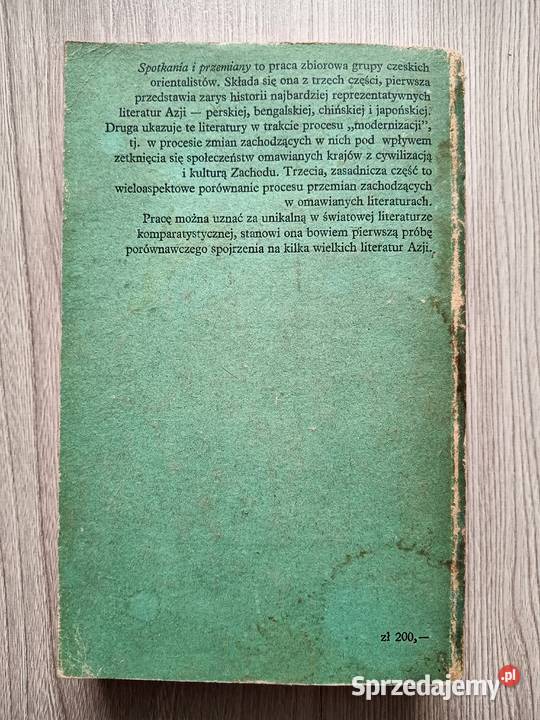 Spotkania i przemiany to praca zbiorowa grupy czeskich
orientalistów. Składa się ona z trzech części, pierwsza
przedstawia zarys historii najbardziej reprezentatywnych
literatur Azji — perskiej, bengalskiej, chińskiej i japońskiej.
Druga ukazuje te literatury w trakcie procesu „modernizacji”,
tj. w procesie zmian zachodzących w nich pod wpływem
zetknięcia się społeczeństw omawianych krajów z cywilizacją
i kulturą Zachodu. Trzecia, zasadnicza część to
wieloaspektowe porównanie procesu przemian zachodzących
w omawianych literaturach.
Pracę można uznać za unikalną w światowej literaturze
komparatystycznej, stanowi ona bowiem pierwszą próbę
porównawczego spojrzenia na kilka wielkich literatur Azji.
zł 200,—
Sprzedajemy.pl